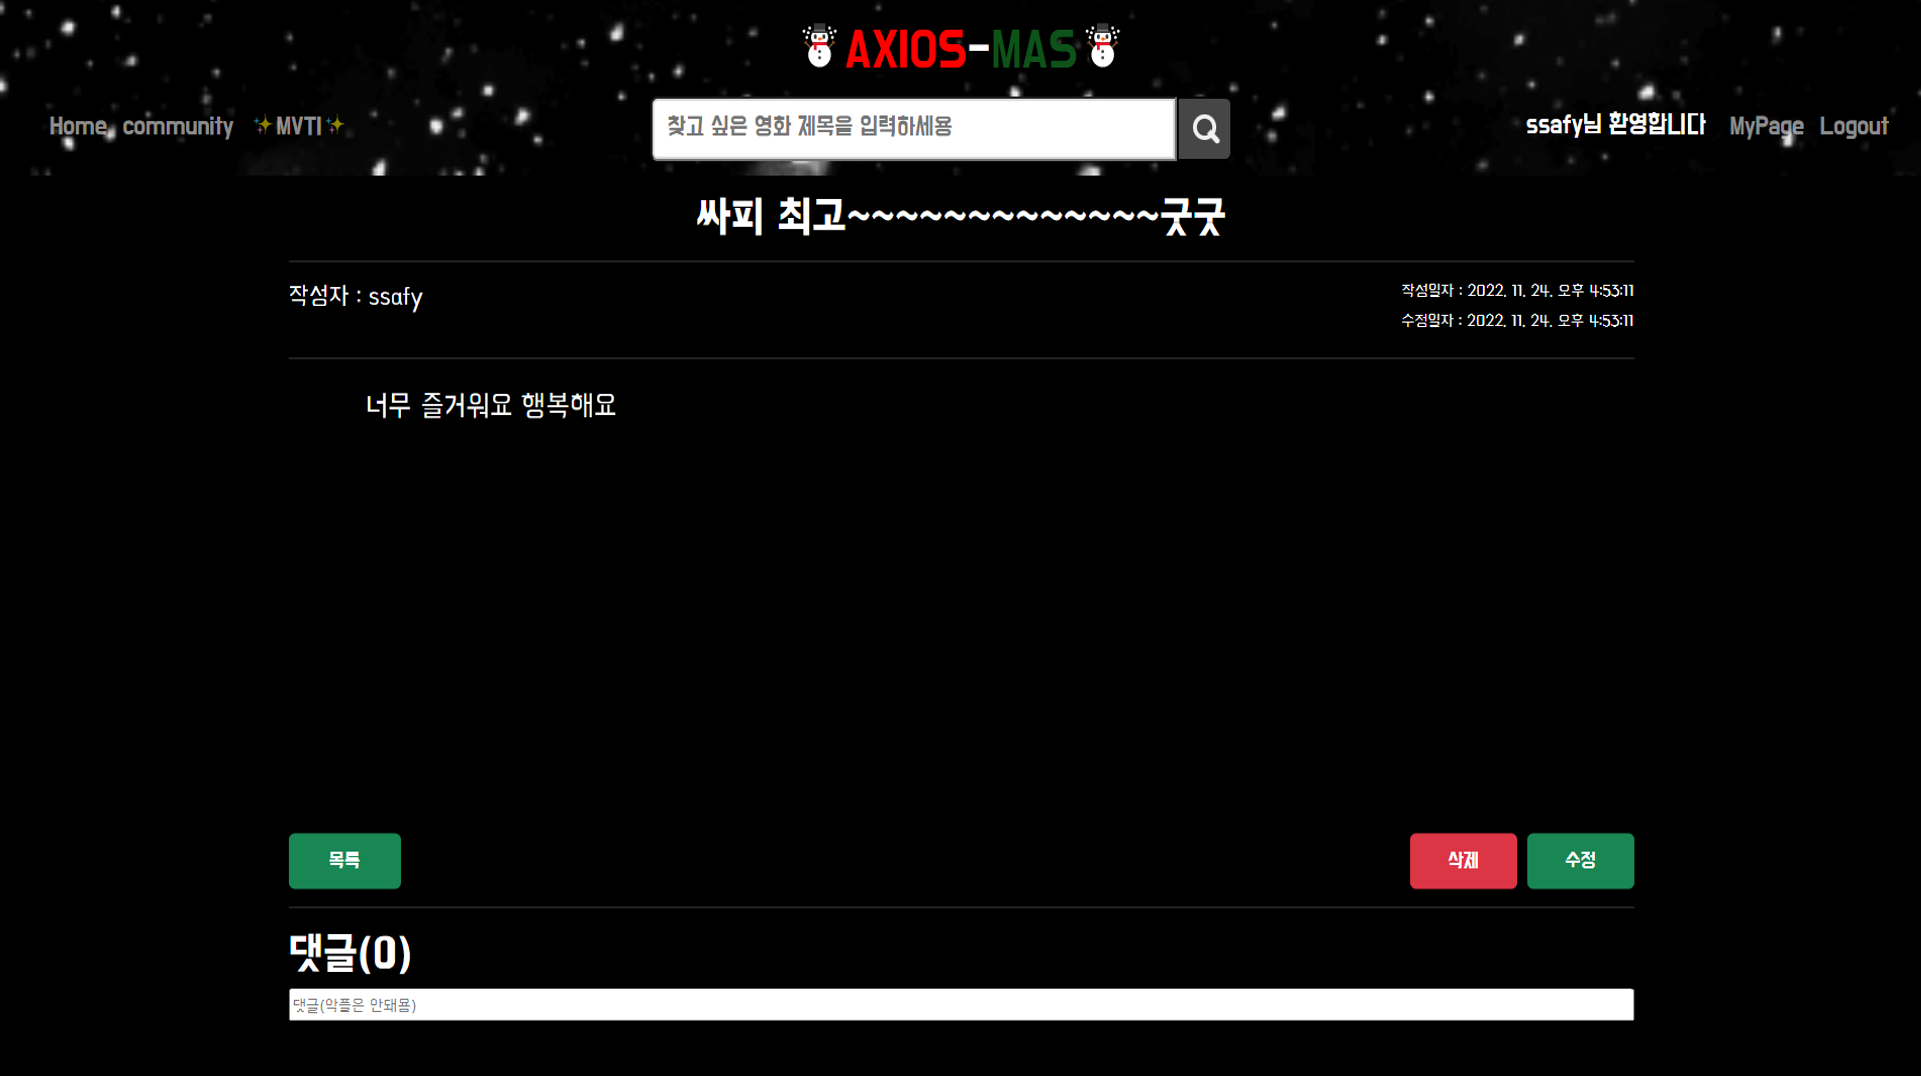 AXIOS-MAS
Home community ✨MVTI✨
찾고 싶은 영화 제목을 입력하세용
ssafy님 환영합니다 MyPage Logout
싸피 최고~~~~~~~~~~~~~굿굿
작성자 : ssafy
작성일자 : 2022. 11. 24. 오후 4:53:11
수정일자 : 2022. 11. 24. 오후 4:53:11
너무 즐거워요 행복해요
목록
삭제
수정
댓글(0)
댓글(악플은 안돼욤)